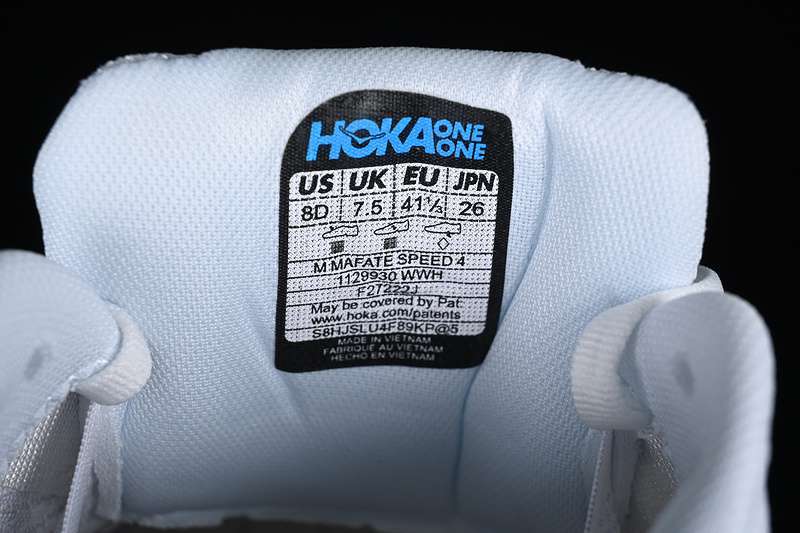 HOKA ONE ONE
US UK EU JPN
8D 7.5 41⅓ 26
M MAFATE SPEED 4
1129930 WWH
F27222J
May be covered by Pat:
www.hoka.com/patents
S8HJSLU4F89KP@5
MADE IN VIETNAM
FABRIQUÉ AU VIETNAM
HECHO EN VIETNAM